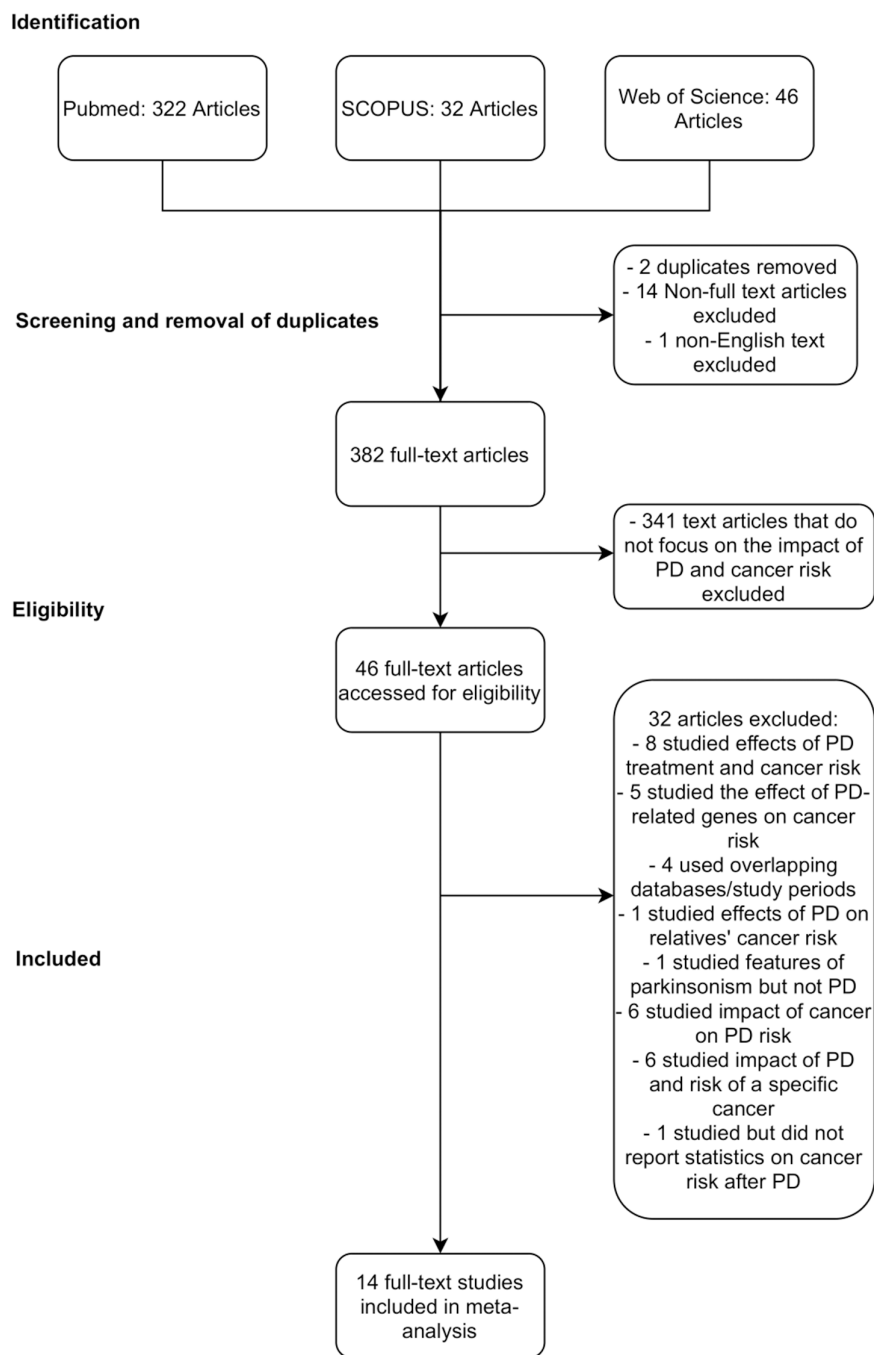 Identification
Pubmed: 322 Articles
SCOPUS: 32 Articles
Web of Science: 46
Articles
- 2 duplicates removed
- 14 Non-full text articles
excluded
- 1 non-English text
excluded
Screening and removal of duplicates
382 full-text articles
- 341 text articles that do
not focus on the impact of
PD and cancer risk
excluded
Eligibility
46 full-text articles
accessed for eligibility
32 articles excluded:
- 8 studied effects of PD
treatment and cancer risk
- 5 studied the effect of PD-
related genes on cancer
risk
- 4 used overlapping
databases/study periods
- 1 studied effects of PD on
relatives' cancer risk
- 1 studied features of
parkinsonism but not PD
- 6 studied impact of cancer
on PD risk
- 6 studied impact of PD
and risk of a specific
cancer
- 1 studied but did not
report statistics on cancer
risk after PD
Included
14 full-text studies
included in meta-
analysis